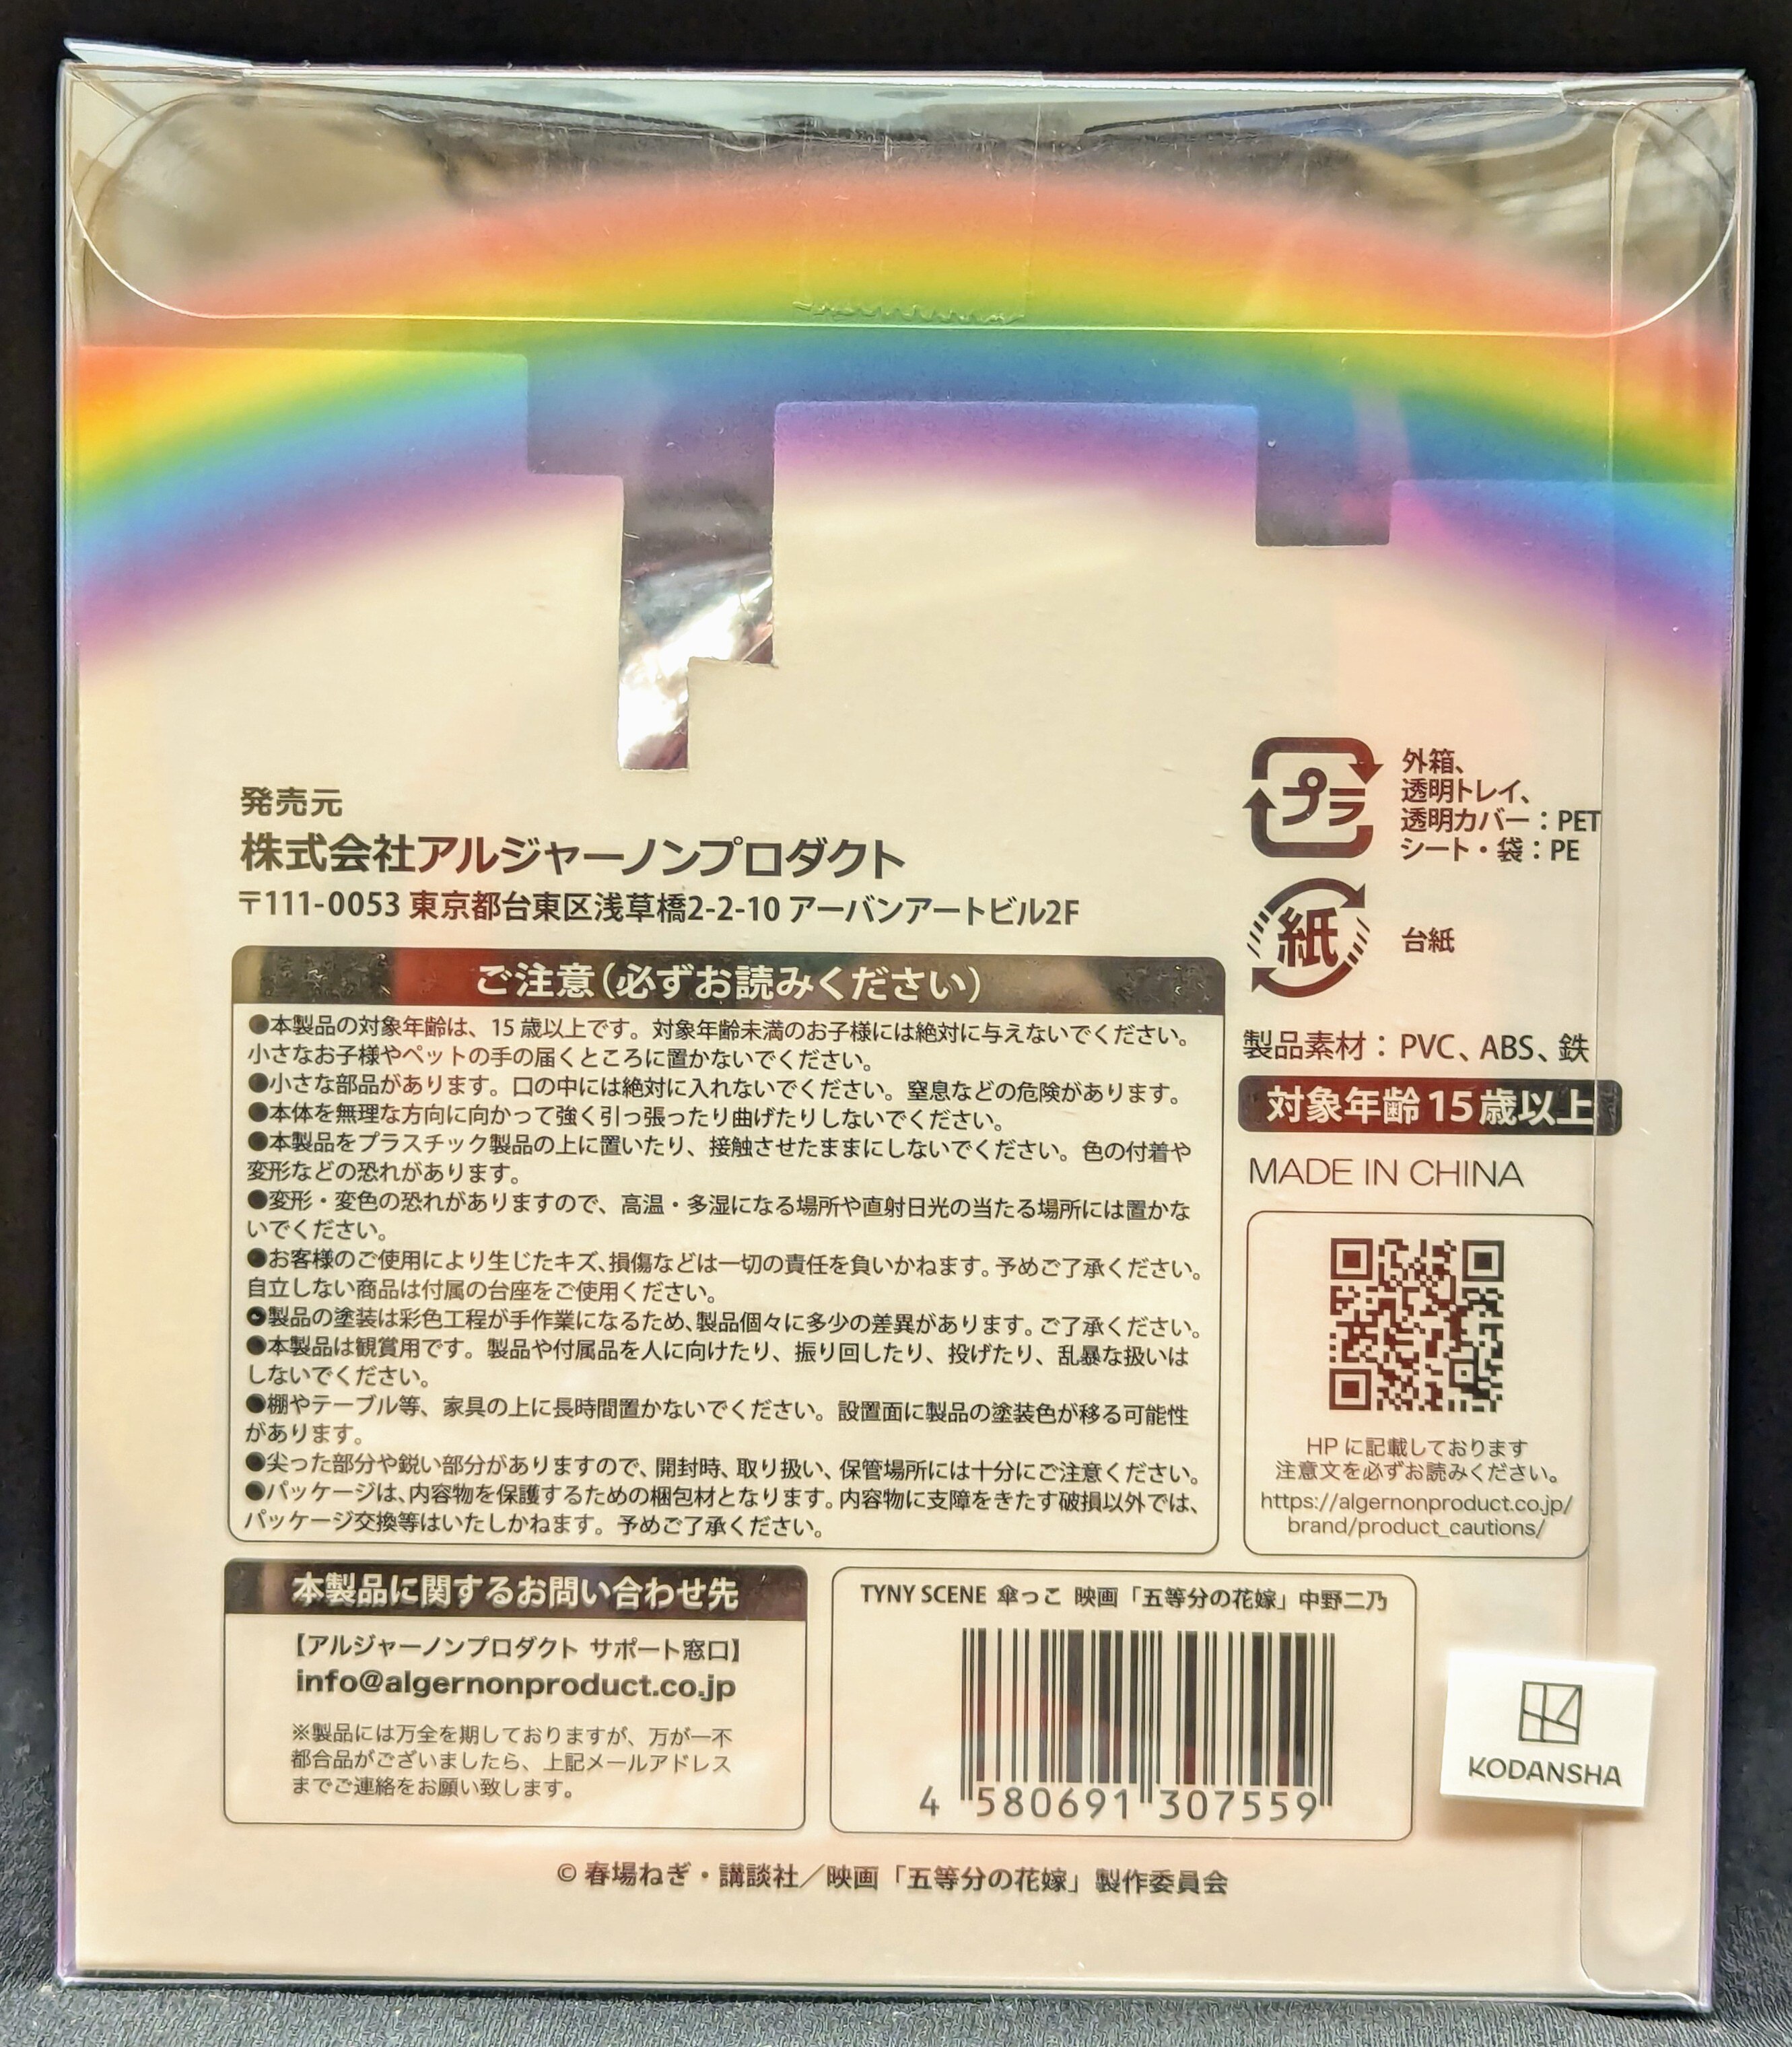 発売元
株式会社アルジャーノンプロダクト
〒111-0053 東京都台東区浅草橋2-2-10 アーバンアートビル2F
プラ
外箱、
透明トレイ、
透明カバー：PET
シート・袋：PE
紙
台紙
製品素材：PVC、ABS、鉄
対象年齢15歳以上
MADE IN CHINA
HPに記載しております
注意文を必ずお読みください。
https://algernonproduct.co.jp/
brand/product_cautions/
ご注意（必ずお読みください）
●本製品の対象年齢は、15歳以上です。対象年齢未満のお子様には絶対に与えないでください。
小さなお子様やペットの手の届くところに置かないでください。
●小さな部品があります。口の中には絶対に入れないでください。窒息などの危険があります。
●本体を無理な方向に向かって強く引っ張ったり曲げたりしないでください。
●本製品をプラスチック製品の上に置いたり、接触させたままにしないでください。色の付着や
変形などの恐れがあります。
●変形・変色の恐れがありますので、高温・多湿になる場所や直射日光の当たる場所には置かな
いでください。
●お客様のご使用により生じたキズ、損傷などは一切の責任を負いかねます。予めご了承ください。
自立しない商品は付属の台座をご使用ください。
●製品の塗装は彩色工程が手作業になるため、製品個々に多少の差異があります。ご了承ください。
●本製品は観賞用です。製品や付属品を人に向けたり、振り回したり、投げたり、乱暴な扱いは
しないでください。
●棚やテーブル等、家具の上に長時間置かないでください。設置面に製品の塗装色が移る可能性
があります。
●尖った部分や鋭い部分がありますので、開封時、取り扱い、保管場所には十分にご注意ください。
●パッケージは、内容物を保護するための梱包材となります。内容物に支障をきたす破損以外では、
パッケージ交換等はいたしかねます。予めご了承ください。
本製品に関するお問い合わせ先
【アルジャーノンプロダクト サポート窓口】
info@algernonproduct.co.jp
※製品には万全を期しておりますが、万が一不
都合品がございましたら、上記メールアドレス
までご連絡をお願い致します。
TYNY SCENE 傘っこ 映画「五等分の花嫁」中野二乃
4 580691 307559
KODANSHA
© 春場ねぎ・講談社／映画「五等分の花嫁」製作委員会